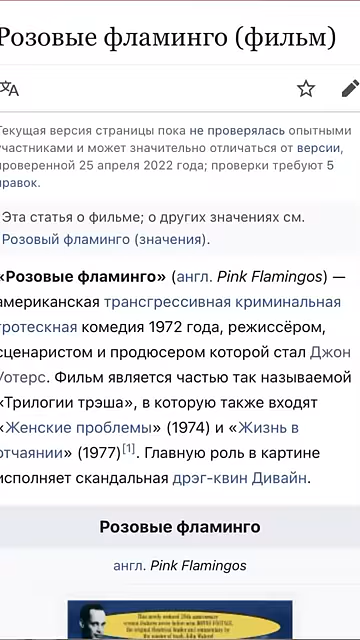 Розовые фламинго (фильм)
Текущая версия страницы пока не проверялась опытными
участниками и может значительно отличаться от версии,
проверенной 25 апреля 2022 года; проверки требуют 5
правок.
Эта статья о фильме; о других значениях см.
Розовый фламинго (значения).
«Розовые фламинго» (англ. Pink Flamingos) —
американская трансгрессивная криминальная
гротескная комедия 1972 года, режиссёром,
сценаристом и продюсером которой стал Джон
Уотерс. Фильм является частью так называемой
«Трилогии трэша», в которую также входят
«Женские проблемы» (1974) и «Жизнь в
отчаянии» (1977)[1]. Главную роль в картине
исполняет скандальная дрэг-квин Дивайн.
Розовые фламинго
англ. Pink Flamingos